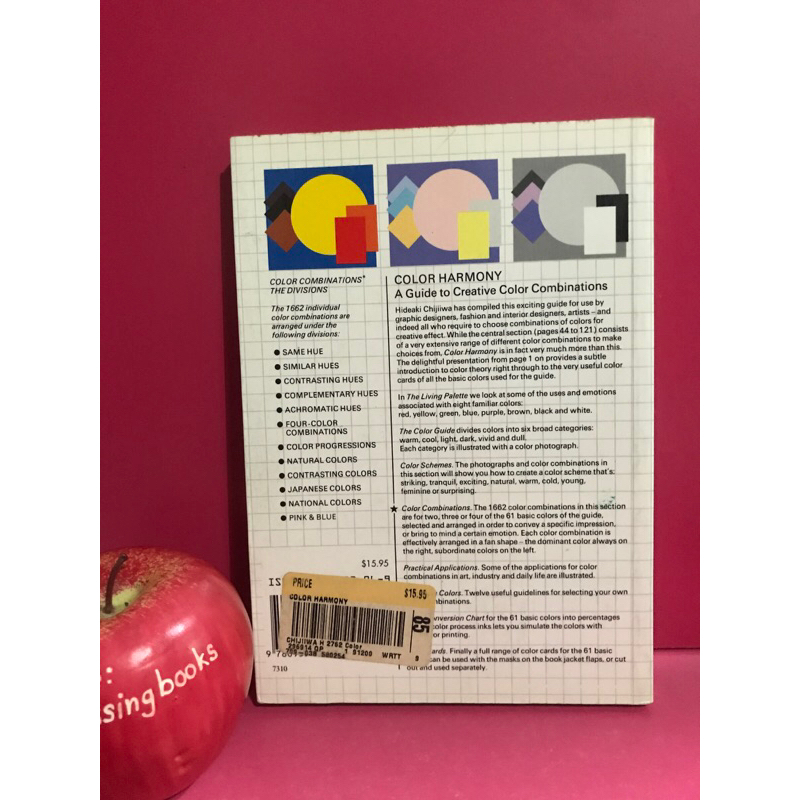 COLOR COMBINATIONS*
THE DIVISIONS
The 1662 individual
color combinations are
arranged under the
following divisions:
● SAME HUE
● SIMILAR HUES
● CONTRASTING HUES
● COMPLEMENTARY HUES
● ACHROMATIC HUES
● FOUR-COLOR
COMBINATIONS
● COLOR PROGRESSIONS
● NATURAL COLORS
● CONTRASTING COLORS
● JAPANESE COLORS
● NATIONAL COLORS
● PINK & BLUE
COLOR HARMONY
A Guide to Creative Color Combinations
Hideaki Chijiiwa has compiled this exciting guide for use by
graphic designers, fashion and interior designers, artists – and
indeed all who require to choose combinations of colors for
creative effect. While the central section (pages 44 to 121) consists
of a very extensive range of different color combinations to make
choices from, Color Harmony is in fact very much more than this.
The delightful presentation from page 1 on provides a subtle
introduction to color theory right through to the very useful color
cards of all the basic colors used for the guide.
In The Living Palette we look at some of the uses and emotions
associated with eight familiar colors:
red, yellow, green, blue, purple, brown, black and white.
The Color Guide divides colors into six broad categories:
warm, cool, light, dark, vivid and dull.
Each category is illustrated with a color photograph.
Color Schemes. The photographs and color combinations in
this section will show you how to create a color scheme that's:
striking, tranquil, exciting, natural, warm, cold, young,
feminine or surprising.
★ Color Combinations. The 1662 color combinations in this section
are for two, three or four of the 61 basic colors of the guide,
selected and arranged in order to convey a specific impression,
or bring to mind a certain emotion. Each color combination is
effectively arranged in a fan shape – the dominant color always on
the right, subordinate colors on the left.
Practical Applications. Some of the applications for color
combinations in art, industry and daily life are illustrated.
Colors. Twelve useful guidelines for selecting your own
Chart for the 61 basic colors into percentages
color process inks lets you simulate the colors with
or printing.
Finally a full range of color cards for the 61 basic
can be used with the masks on the book jacket flaps, or cut
out and used separately.
$15.95
PRICE
$15.95
COLOR HARMONY
85
CHIJIIWA H 2762 Color
51200 WATT 5
7310
books